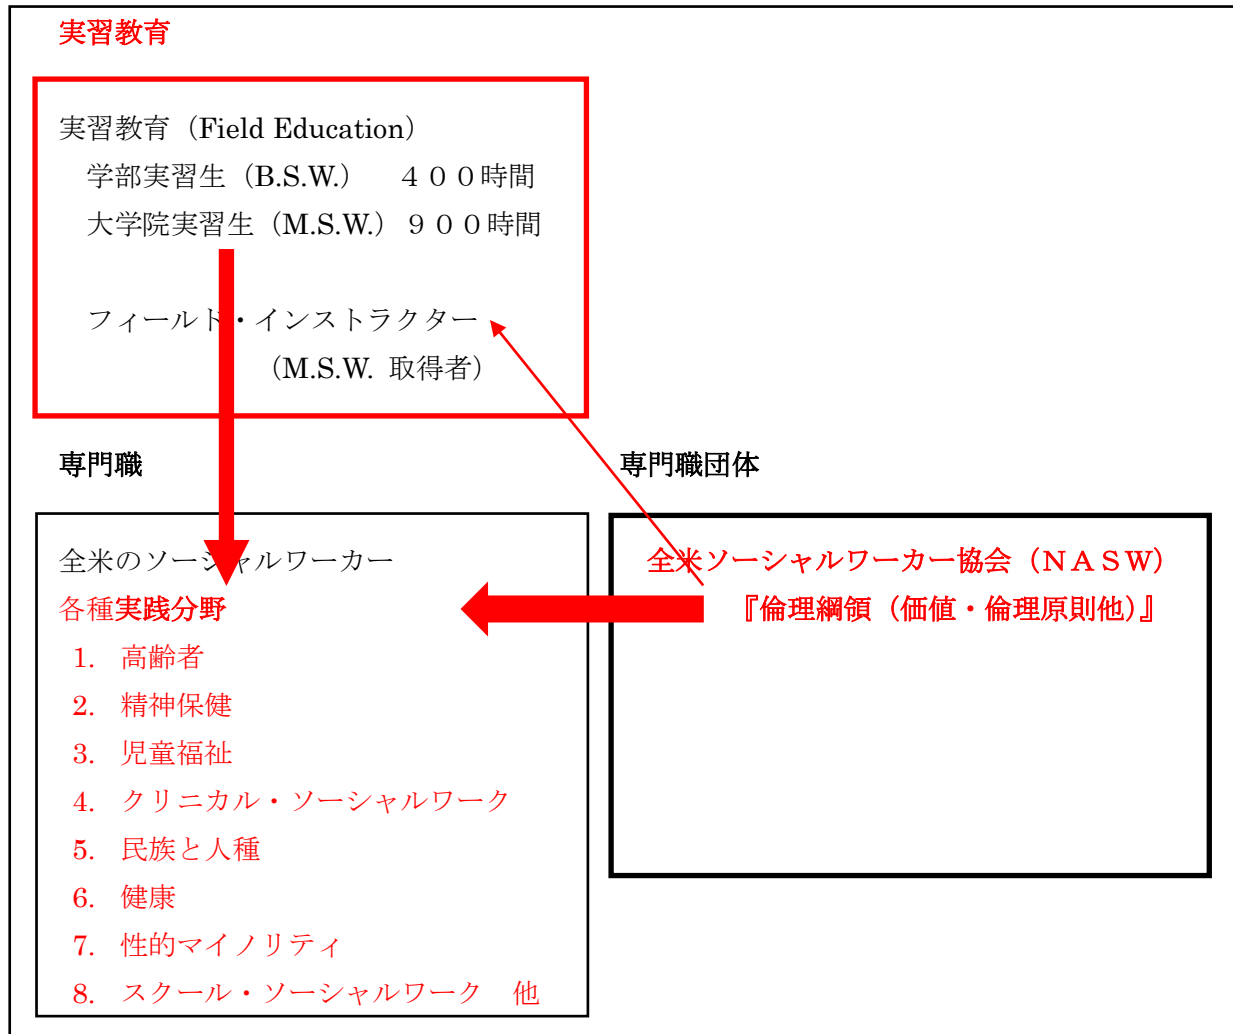 実習教育
実習教育（Field Education）
学部実習生（B.S.W.）　４００時間
大学院実習生（M.S.W.）９００時間
フィールド・インストラクター
（M.S.W. 取得者）
専門職
全米のソーシャルワーカー
各種実践分野
1. 高齢者
2. 精神保健
3. 児童福祉
4. クリニカル・ソーシャルワーク
5. 民族と人種
6. 健康
7. 性的マイノリティ
8. スクール・ソーシャルワーク　他
専門職団体
全米ソーシャルワーカー協会（ＮＡＳＷ）
『倫理綱領（価値・倫理原則他）』